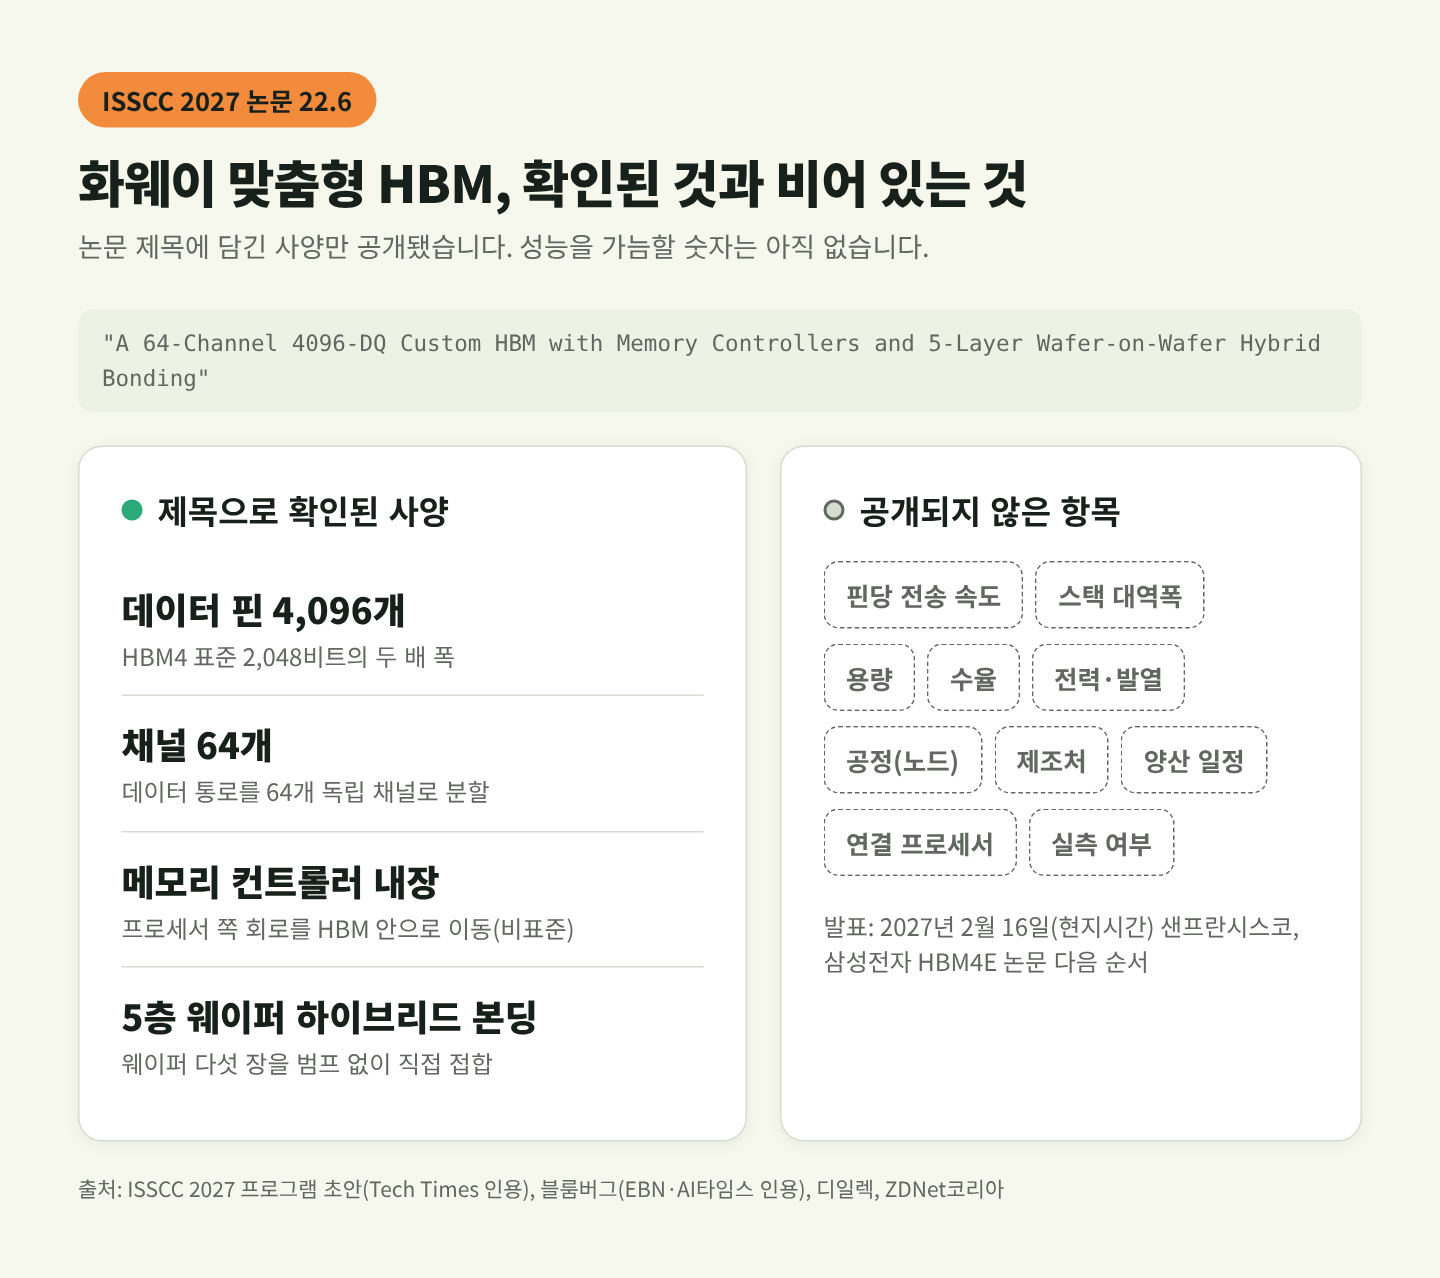 ISSCC 2027 논문 22.6
화웨이 맞춤형 HBM, 확인된 것과 비어 있는 것
논문 제목에 담긴 사양만 공개됐습니다. 성능을 가늠할 숫자는 아직 없습니다.
"A 64-Channel 4096-DQ Custom HBM with Memory Controllers and 5-Layer Wafer-on-Wafer Hybrid
Bonding"
제목으로 확인된 사양
데이터 핀 4,096개
HBM4 표준 2,048비트의 두 배 폭
채널 64개
데이터 통로를 64개 독립 채널로 분할
메모리 컨트롤러 내장
프로세서 쪽 회로를 HBM 안으로 이동(비표준)
5층 웨이퍼 하이브리드 본딩
웨이퍼 다섯 장을 범프 없이 직접 접합
공개되지 않은 항목
핀당 전송 속도 스택 대역폭
용량 수율 전력·발열
공정(노드) 제조처 양산 일정
연결 프로세서 실측 여부
발표: 2027년 2월 16일(현지시간) 샌프란시스코,
삼성전자 HBM4E 논문 다음 순서
출처: ISSCC 2027 프로그램 초안(Tech Times 인용), 블룸버그(EBN·AI타임스 인용), 디일렉, ZDNet코리아